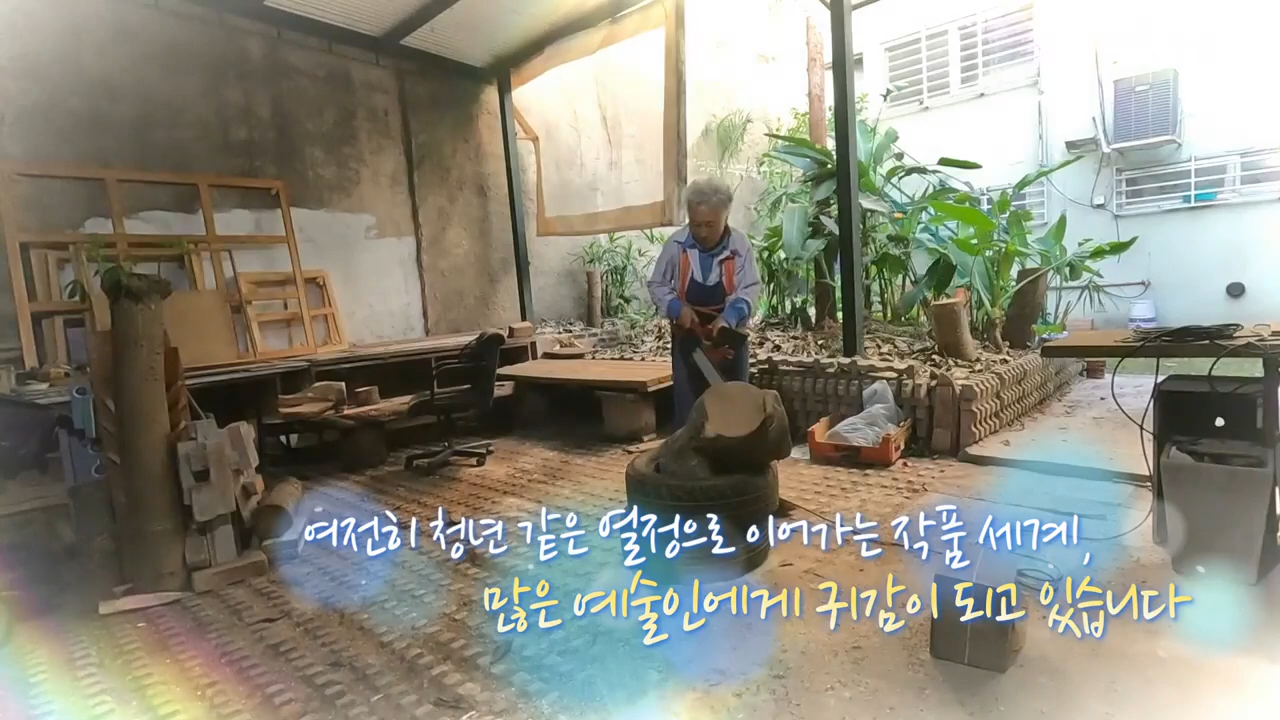 여전히 청년 같은 열정으로 이어가는 작품 세계,
많은 예술인에게 귀감이 되고 있습니다